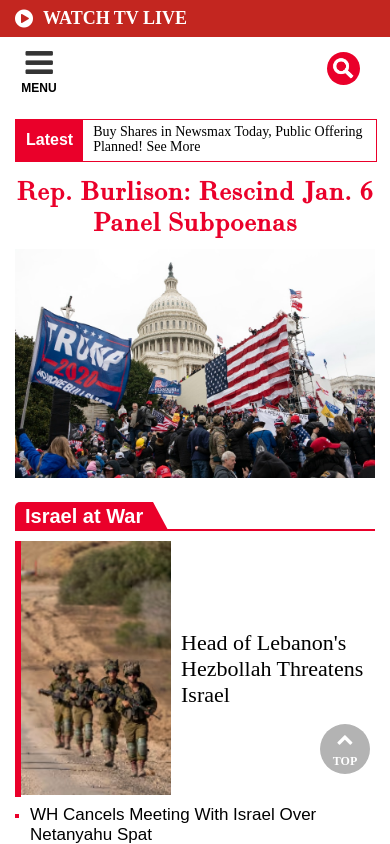 WATCH TV LIVE
MENU
Latest
Buy Shares in Newsmax Today, Public Offering
Planned! See More
Rep. Burlison: Rescind Jan. 6
Panel Subpoenas
TRUMP
2020
Israel at War
Head of Lebanon's
Hezbollah Threatens
Israel
TOP
WH Cancels Meeting With Israel Over
Netanyahu Spat